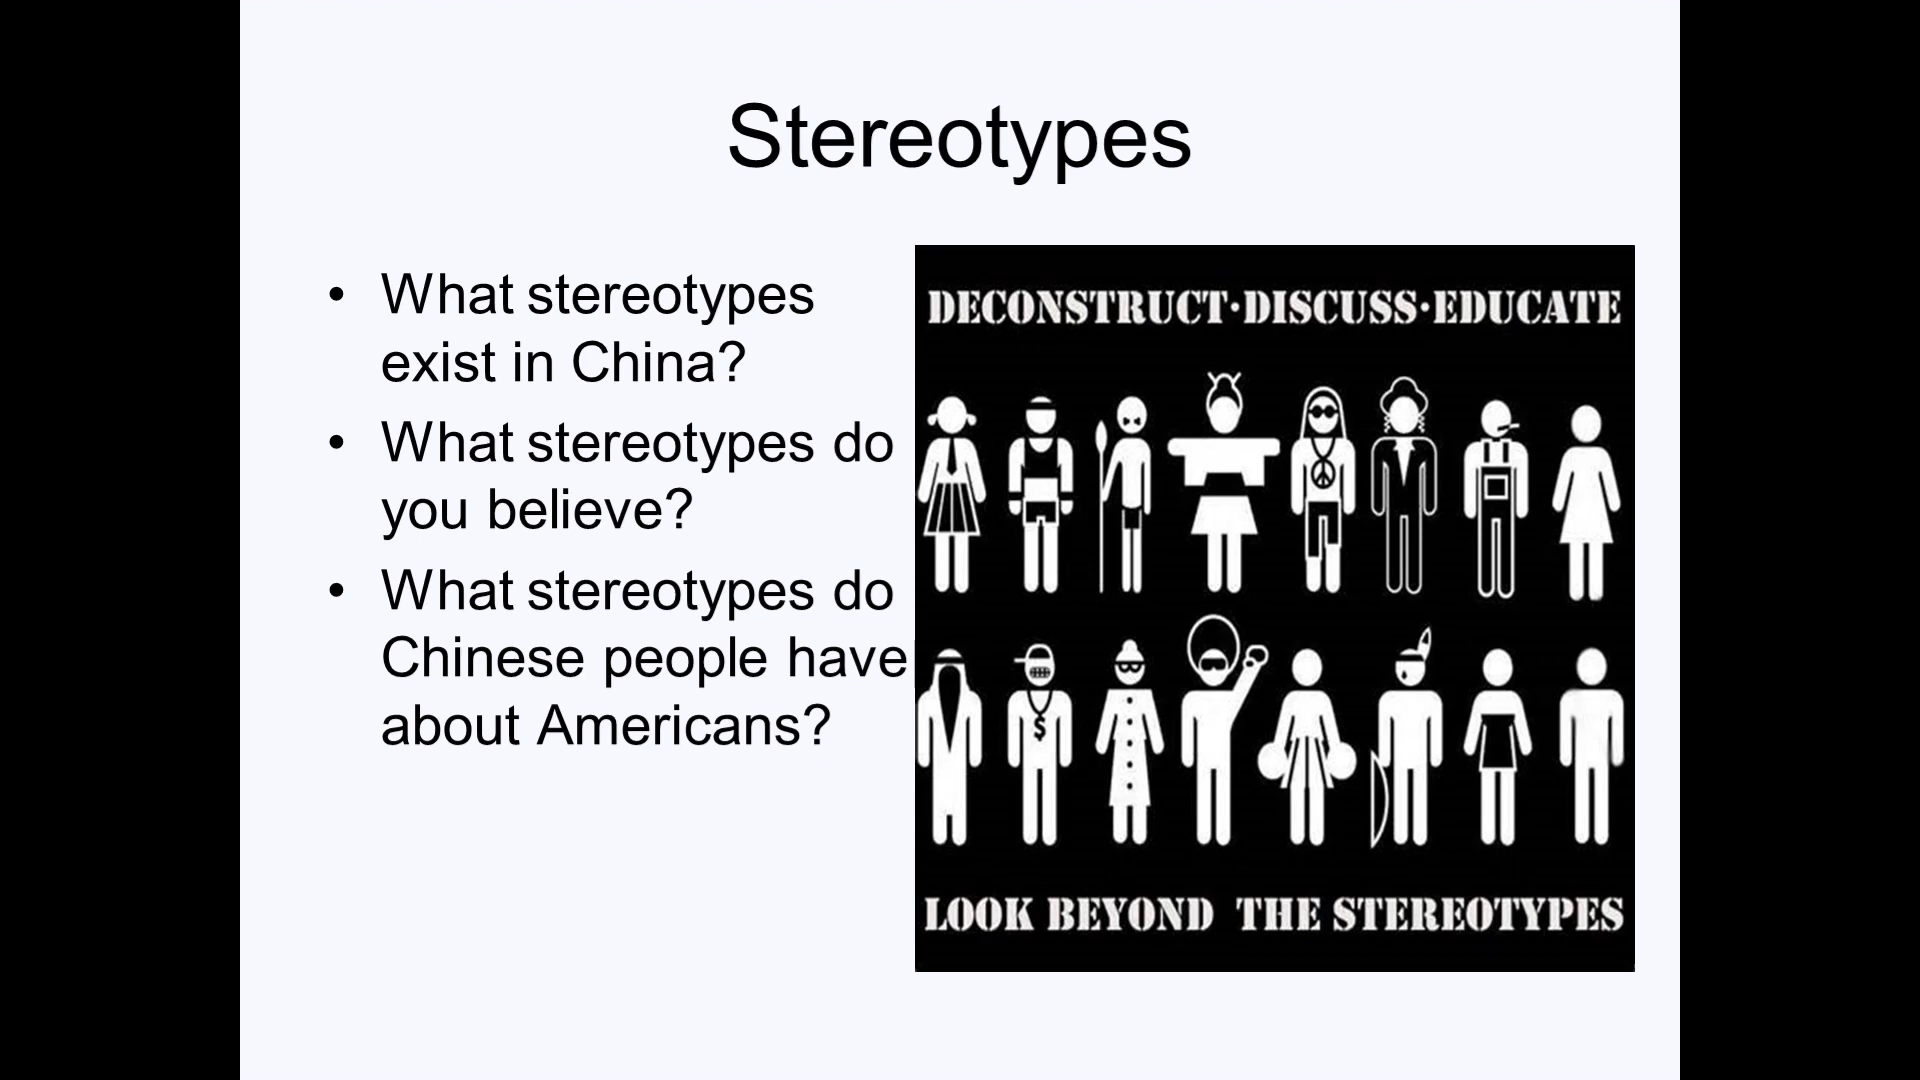 Stereotypes
• What stereotypes
exist in China?
• What stereotypes do
you believe?
• What stereotypes do
Chinese people have
about Americans?
DECONSTRUCT·DISCUSS·EDUCATE
$
LOOK BEYOND THE STEREOTYPES